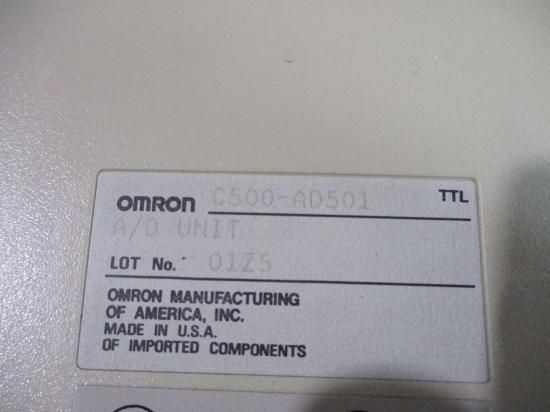 OMRON C500-AD501 TTL
A/D UNIT
LOT No. 01Z5
OMRON MANUFACTURING
OF AMERICA, INC.
MADE IN U.S.A.
OF IMPORTED COMPONENTS